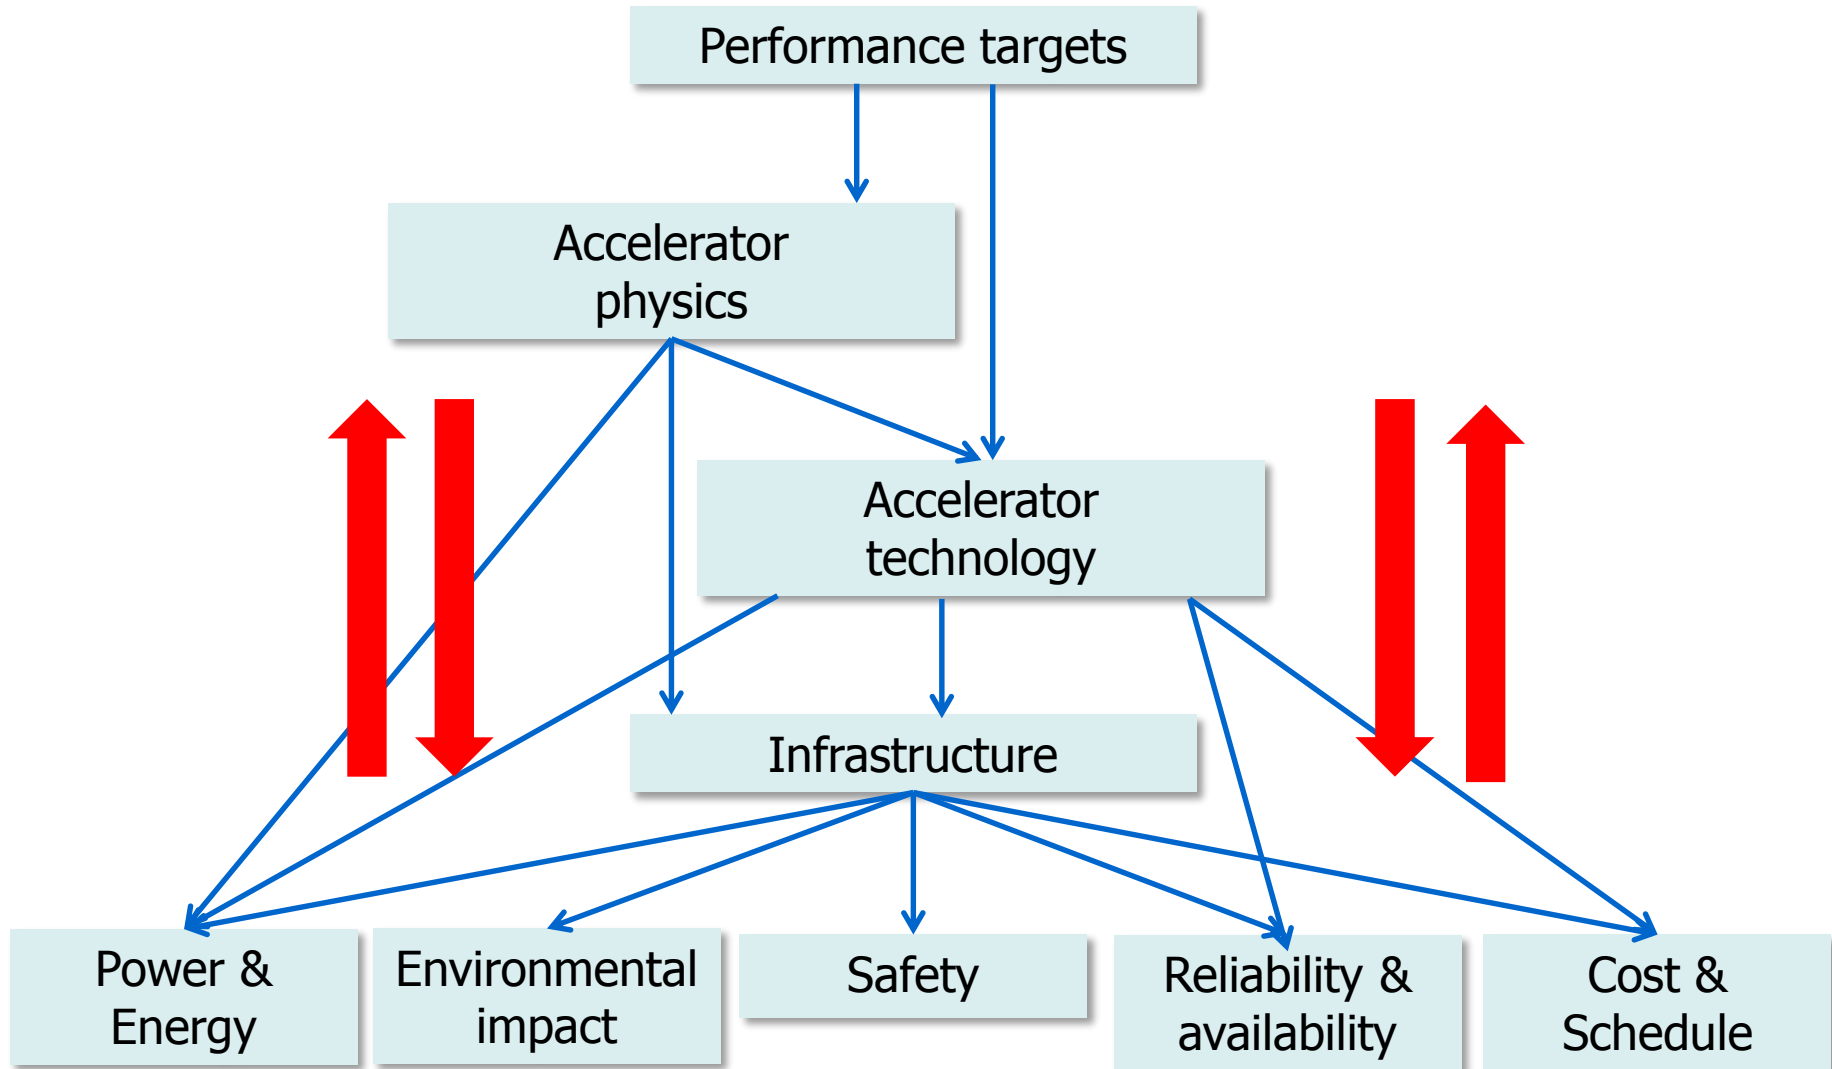 Performance targets
Accelerator
physics
Accelerator
technology
Infrastructure
Power &
Energy
Environmental
impact
Safety
Reliability &
availability
Cost &
Schedule